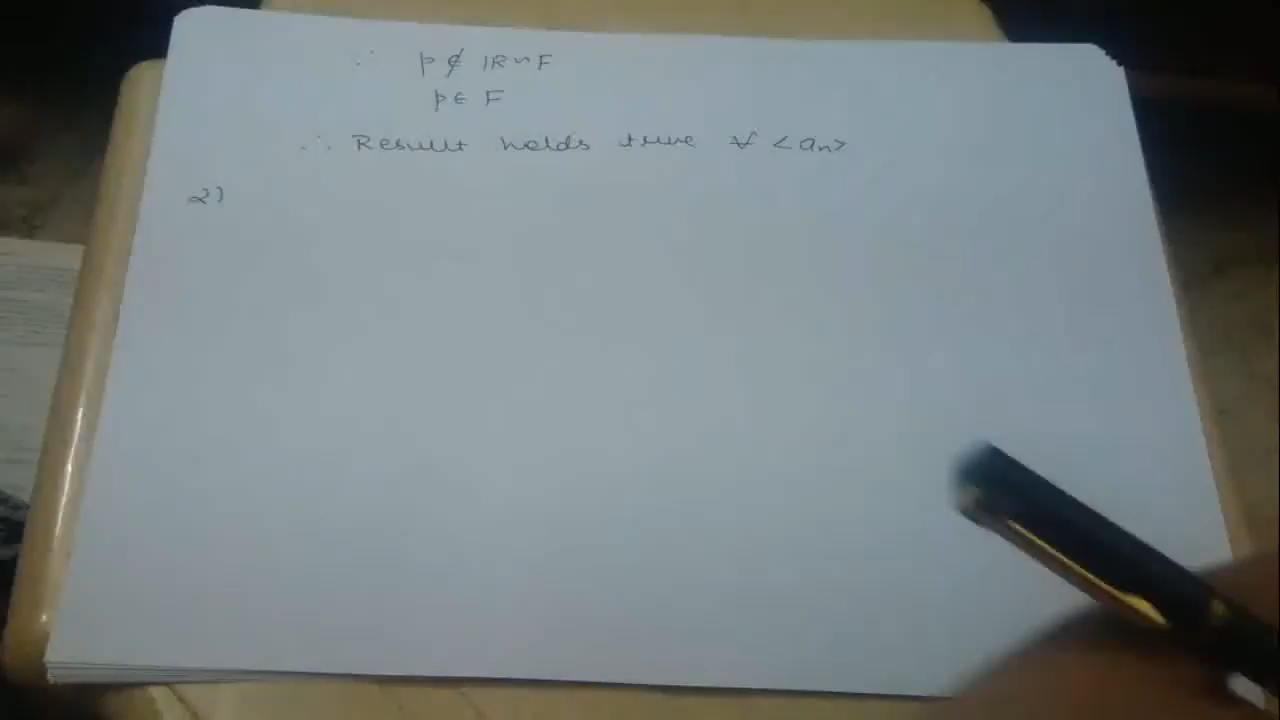 ∴ p ∉ ℝ ~ F
p ∈ F
∴ Result holds true ∀ <aₙ>
2)